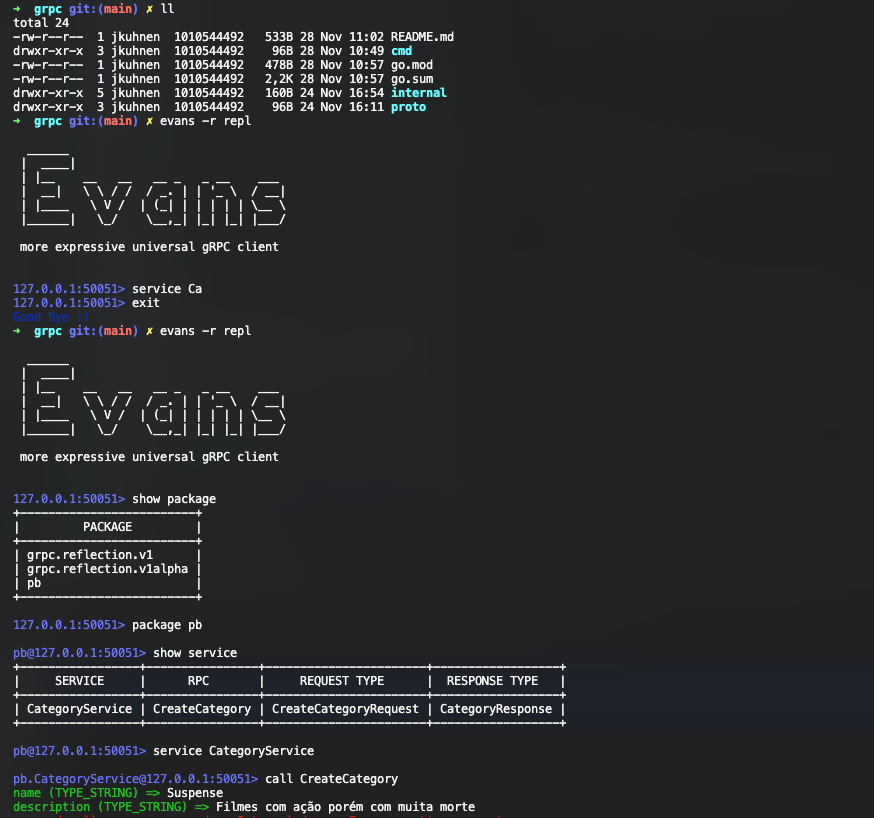 → grpc git:(main) ✗ ll
total 24
-rw-r--r-- 1 jkuhnen 1010544492 533B 28 Nov 11:02 README.md
drwxr-xr-x 3 jkuhnen 1010544492 96B 28 Nov 10:49 cmd
-rw-r--r-- 1 jkuhnen 1010544492 478B 28 Nov 10:57 go.mod
-rw-r--r-- 1 jkuhnen 1010544492 2,2K 28 Nov 10:57 go.sum
drwxr-xr-x 5 jkuhnen 1010544492 160B 24 Nov 16:54 internal
drwxr-xr-x 3 jkuhnen 1010544492 96B 24 Nov 16:11 proto
→ grpc git:(main) ✗ evans -r repl
Evans
more expressive universal gRPC client
127.0.0.1:50051> service Ca
127.0.0.1:50051> exit
Good Bye :)
→ grpc git:(main) ✗ evans -r repl
Evans
more expressive universal gRPC client
127.0.0.1:50051> show package
PACKAGE
grpc.reflection.v1
grpc.reflection.v1alpha
pb
127.0.0.1:50051> package pb
pb@127.0.0.1:50051> show service
| SERVICE | RPC | REQUEST TYPE | RESPONSE TYPE |
| CategoryService | CreateCategory | CreateCategoryRequest | CategoryResponse |
pb@127.0.0.1:50051> service CategoryService
pb.CategoryService@127.0.0.1:50051> call CreateCategory
name (TYPE_STRING) => Suspense
description (TYPE_STRING) => Filmes com ação porém com muita morte